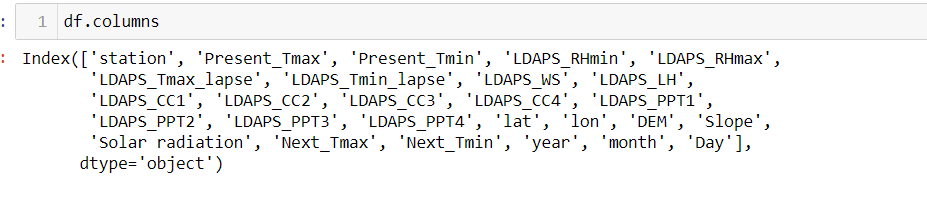 : 1 df.columns
: Index(['station', 'Present_Tmax', 'Present_Tmin', 'LDAPS_RHmin', 'LDAPS_RHmax',
'LDAPS_Tmax_lapse', 'LDAPS_Tmin_lapse', 'LDAPS_WS', 'LDAPS_LH',
'LDAPS_CC1', 'LDAPS_CC2', 'LDAPS_CC3', 'LDAPS_CC4', 'LDAPS_PPT1',
'LDAPS_PPT2', 'LDAPS_PPT3', 'LDAPS_PPT4', 'lat', 'lon', 'DEM', 'Slope',
'Solar radiation', 'Next_Tmax', 'Next_Tmin', 'year', 'month', 'Day'],
dtype='object')